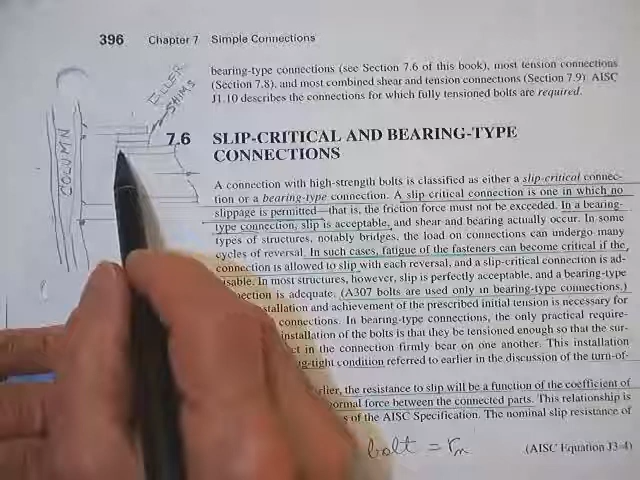 396 Chapter 7 Simple Connections
bearing-type connections (see Section 7.6 of this book), most tension connections
(Section 7.8), and most combined shear and tension connections (Section 7.9) AISC
J1.10 describes the connections for which fully tensioned bolts are required.
FILLER
SHIMS
COLUMN
7.6 SLIP-CRITICAL AND BEARING-TYPE
CONNECTIONS
A connection with high-strength bolts is classified as either a slip-critical connec-
tion or a bearing-type connection. A slip critical connection is one in which no
slippage is permitted—that is, the friction force must not be exceeded. In a bearing-
type connection, slip is acceptable, and shear and bearing actually occur. In some
types of structures, notably bridges, the load on connections can undergo many
cycles of reversal. In such cases, fatigue of the fasteners can become critical if the
connection is allowed to slip with each reversal, and a slip-critical connection is ad-
isable. In most structures, however, slip is perfectly acceptable, and a bearing-type
nection is adequate. (A307 bolts are used only in bearing-type connections.)
stallation and achievement of the prescribed initial tension is necessary for
connections. In bearing-type connections, the only practical require-
installation of the bolts is that they be tensioned enough so that the sur-
ct in the connection firmly bear on one another. This installation
ug-tight condition referred to earlier in the discussion of the turn-of-
rlier, the resistance to slip will be a function of the coefficient of
ormal force between the connected parts. This relationship is
s of the AISC Specification. The nominal slip resistance of
bolt = rn (AISC Equation J3-4)